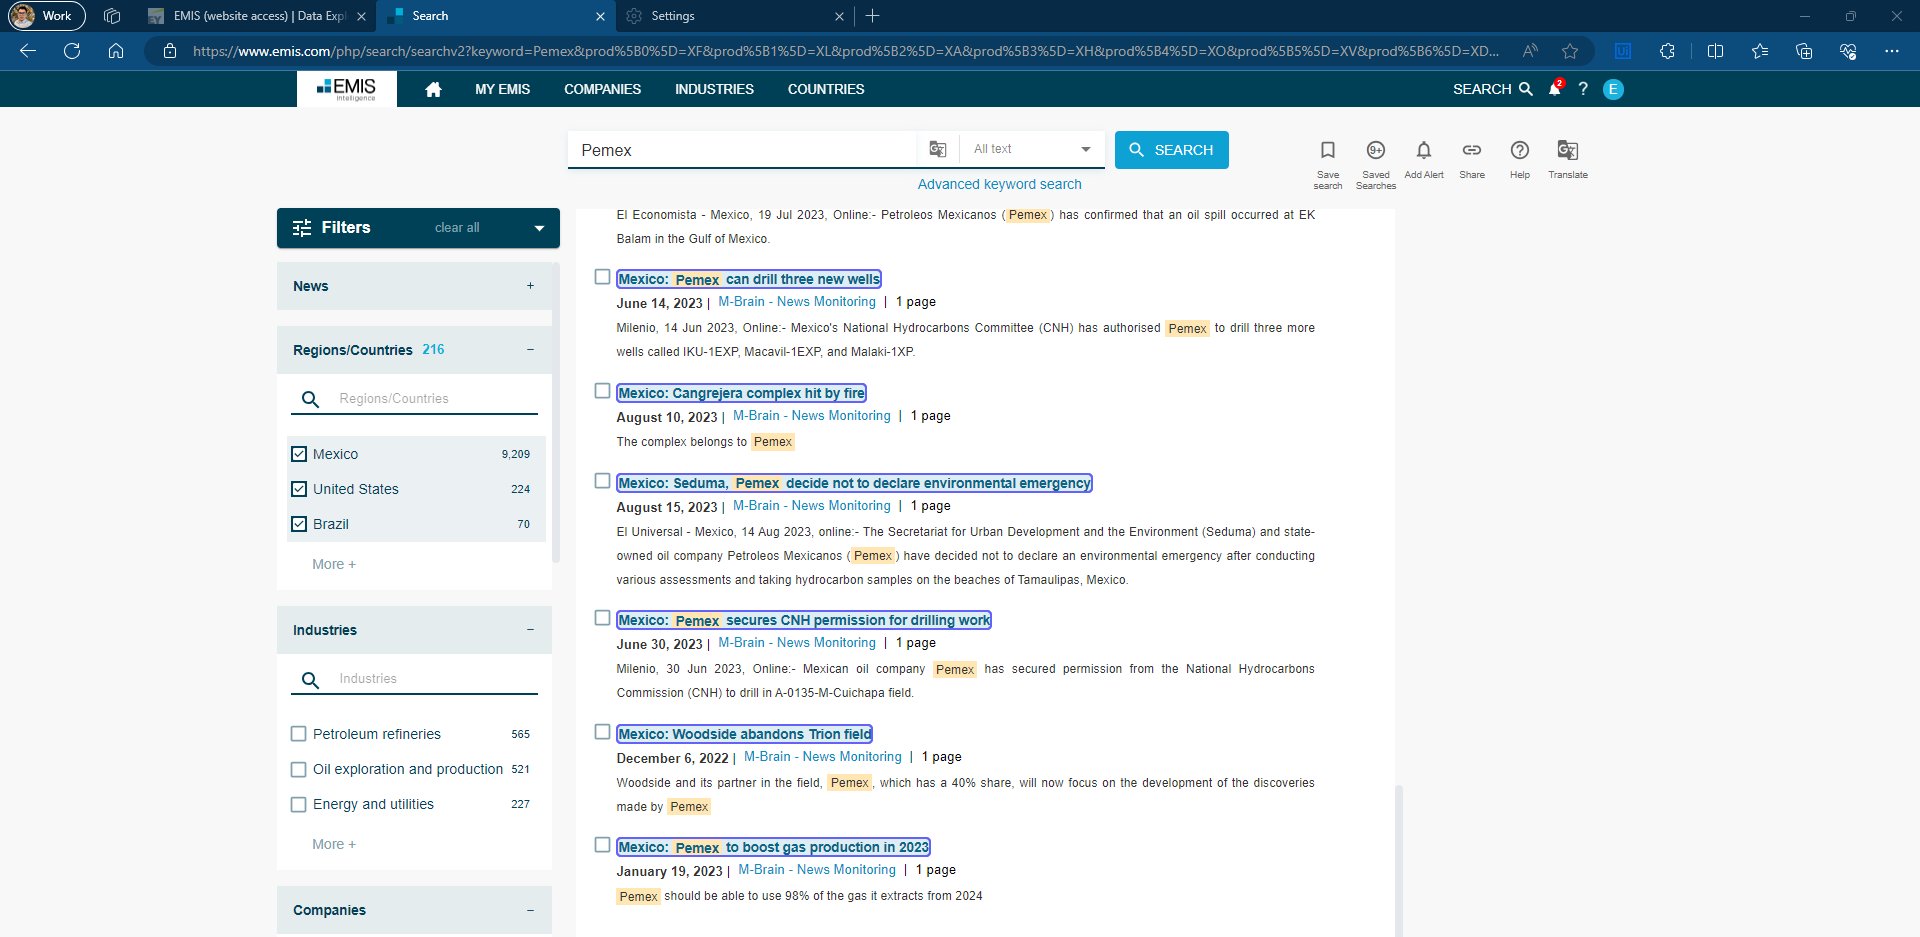 Work
EMIS (website access) | Data Expl
Search
Settings
https://www.emis.com/php/search/searchv2?keyword=Pemex&prod%5B0%5D=XF&prod%5B1%5D=XL&prod%5B2%5D=XA&prod%5B3%5D=XH&prod%5B4%5D=XO&prod%5B5%5D=XV&prod%5B6%5D=XD...
EMIS
Intelligence
MY EMIS
COMPANIES
INDUSTRIES
COUNTRIES
SEARCH
2
?
E
Pemex
All text
SEARCH
Advanced keyword search
Save search
9+
Saved Searches
Add Alert
Share
Help
Translate
Filters
clear all
News +
Regions/Countries 216 −
Regions/Countries
Mexico 9,209
United States 224
Brazil 70
More +
Industries −
Industries
Petroleum refineries 565
Oil exploration and production 521
Energy and utilities 227
More +
Companies −
El Economista - Mexico, 19 Jul 2023, Online:- Petroleos Mexicanos (Pemex) has confirmed that an oil spill occurred at EK
Balam in the Gulf of Mexico.
Mexico: Pemex can drill three new wells
June 14, 2023 | M-Brain - News Monitoring | 1 page
Milenio, 14 Jun 2023, Online:- Mexico's National Hydrocarbons Committee (CNH) has authorised Pemex to drill three more
wells called IKU-1EXP, Macavil-1EXP, and Malaki-1XP.
Mexico: Cangrejera complex hit by fire
August 10, 2023 | M-Brain - News Monitoring | 1 page
The complex belongs to Pemex
Mexico: Seduma, Pemex decide not to declare environmental emergency
August 15, 2023 | M-Brain - News Monitoring | 1 page
El Universal - Mexico, 14 Aug 2023, online:- The Secretariat for Urban Development and the Environment (Seduma) and state-
owned oil company Petroleos Mexicanos (Pemex) have decided not to declare an environmental emergency after conducting
various assessments and taking hydrocarbon samples on the beaches of Tamaulipas, Mexico.
Mexico: Pemex secures CNH permission for drilling work
June 30, 2023 | M-Brain - News Monitoring | 1 page
Milenio, 30 Jun 2023, Online:- Mexican oil company Pemex has secured permission from the National Hydrocarbons
Commission (CNH) to drill in A-0135-M-Cuichapa field.
Mexico: Woodside abandons Trion field
December 6, 2022 | M-Brain - News Monitoring | 1 page
Woodside and its partner in the field, Pemex, which has a 40% share, will now focus on the development of the discoveries
made by Pemex
Mexico: Pemex to boost gas production in 2023
January 19, 2023 | M-Brain - News Monitoring | 1 page
Pemex should be able to use 98% of the gas it extracts from 2024